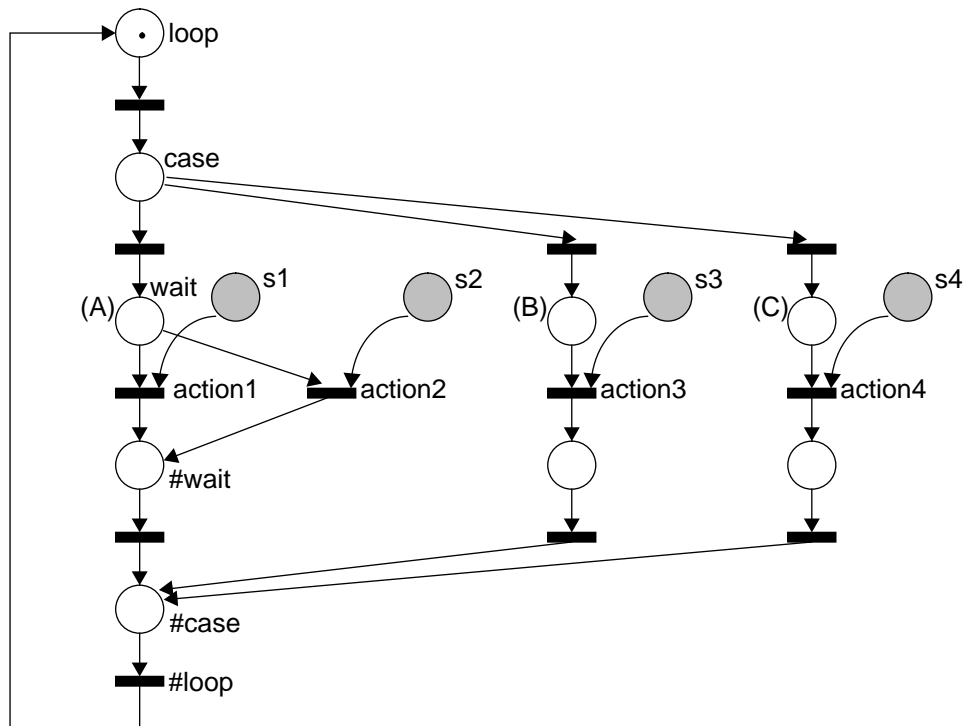 loop
case
wait
s1
s2
s3
s4
(A)
(B)
(C)
action1
action2
action3
action4
#wait
#case
#loop